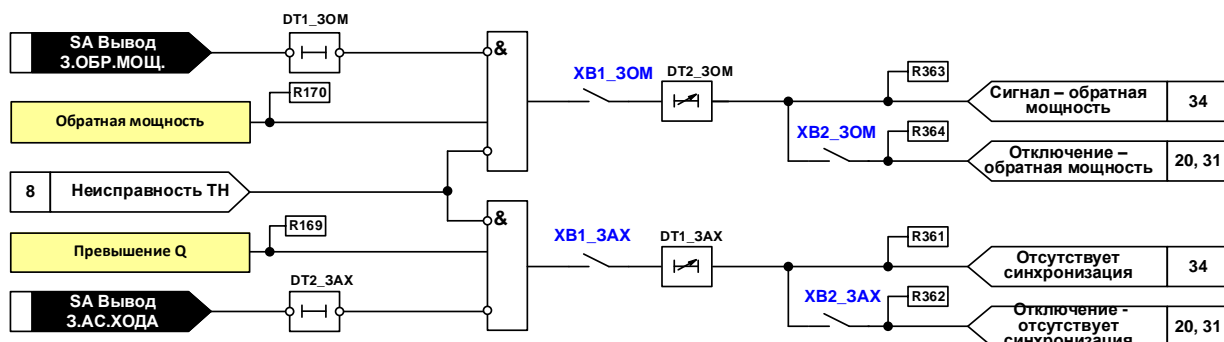 DT1_ЗОМ
SA Вывод
З.ОБР.МОЩ.
&
R170
Обратная мощность
XB1_ЗОМ
DT2_ЗОМ
R363
Сигнал – обратная
мощность
34
XB2_ЗОМ
R364
Отключение –
обратная мощность
20, 31
8
Неисправность ТН
R169
Превышение Q
&
XB1_ЗАХ
DT1_ЗАХ
R361
Отсутствует
синхронизация
34
DT2_ЗАХ
SA Вывод
З.АС.ХОДА
XB2_ЗАХ
R362
Отключение -
отсутствует
синхронизация
20, 31